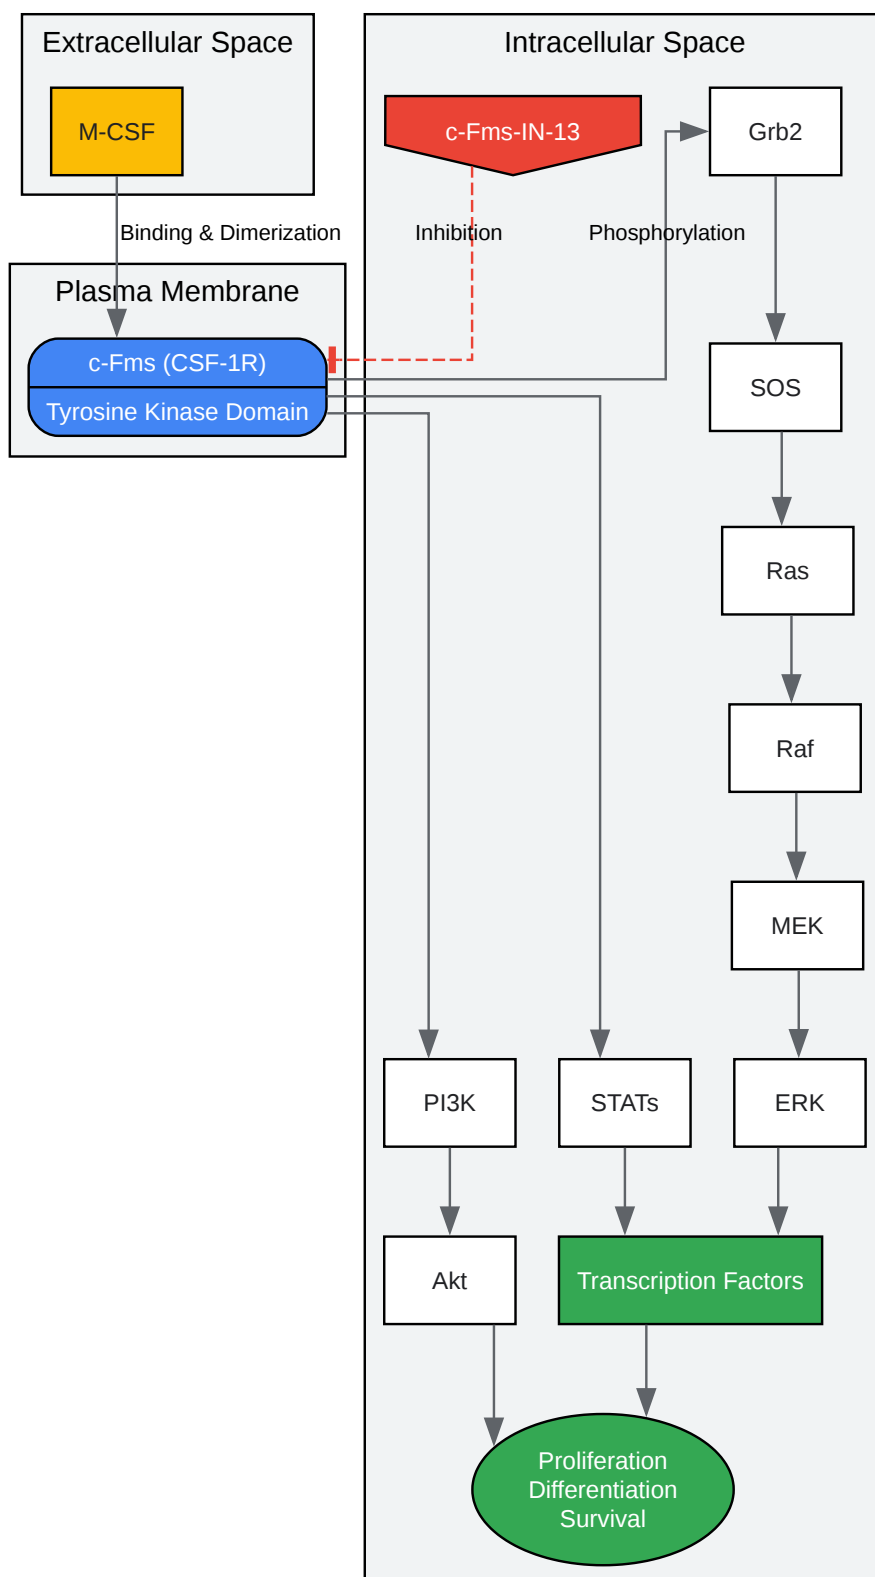 Extracellular Space
Intracellular Space
M-CSF
c-Fms-IN-13
Grb2
Binding & Dimerization
Inhibition
Phosphorylation
Plasma Membrane
c-Fms (CSF-1R)
Tyrosine Kinase Domain
SOS
Ras
Raf
MEK
PI3K
STATs
ERK
Akt
Transcription Factors
Proliferation
Differentiation
Survival